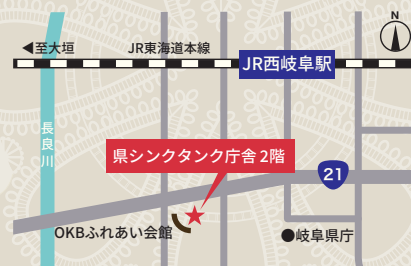 N
◀至大垣
JR東海道本線
JR西岐阜駅
長良川
県シンクタンク庁舎2階
21
OKBふれあい会館
●岐阜県庁